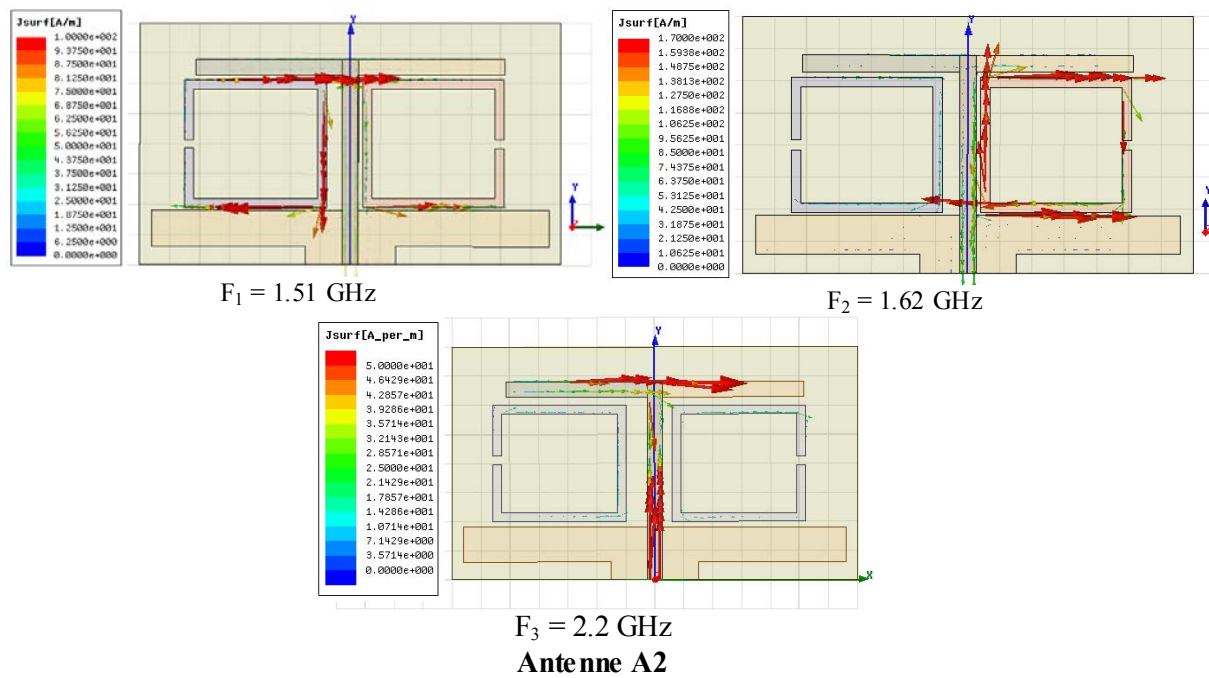 Jsurf[A/m]
1.0000e+002
9.3750e+001
8.7500e+001
8.1250e+001
7.5000e+001
6.8750e+001
6.2500e+001
5.6250e+001
5.0000e+001
4.3750e+001
3.7500e+001
3.1250e+001
2.5000e+001
1.8750e+001
1.2500e+001
6.2500e+000
0.0000e+000
Y
Y
F1 = 1.51 GHz
Jsurf[A/m]
1.7000e+002
1.5938e+002
1.4875e+002
1.3813e+002
1.2750e+002
1.1688e+002
1.0625e+002
9.5625e+001
8.5000e+001
7.4375e+001
6.3750e+001
5.3125e+001
4.2500e+001
3.1875e+001
2.1250e+001
1.0625e+001
0.0000e+000
Y
Y
F2 = 1.62 GHz
Jsurf[A_per_m]
5.0000e+001
4.6429e+001
4.2857e+001
3.9286e+001
3.5714e+001
3.2143e+001
2.8571e+001
2.5000e+001
2.1429e+001
1.7857e+001
1.4286e+001
1.0714e+001
7.1429e+000
3.5714e+000
0.0000e+000
Y
X
F3 = 2.2 GHz
Antenne A2